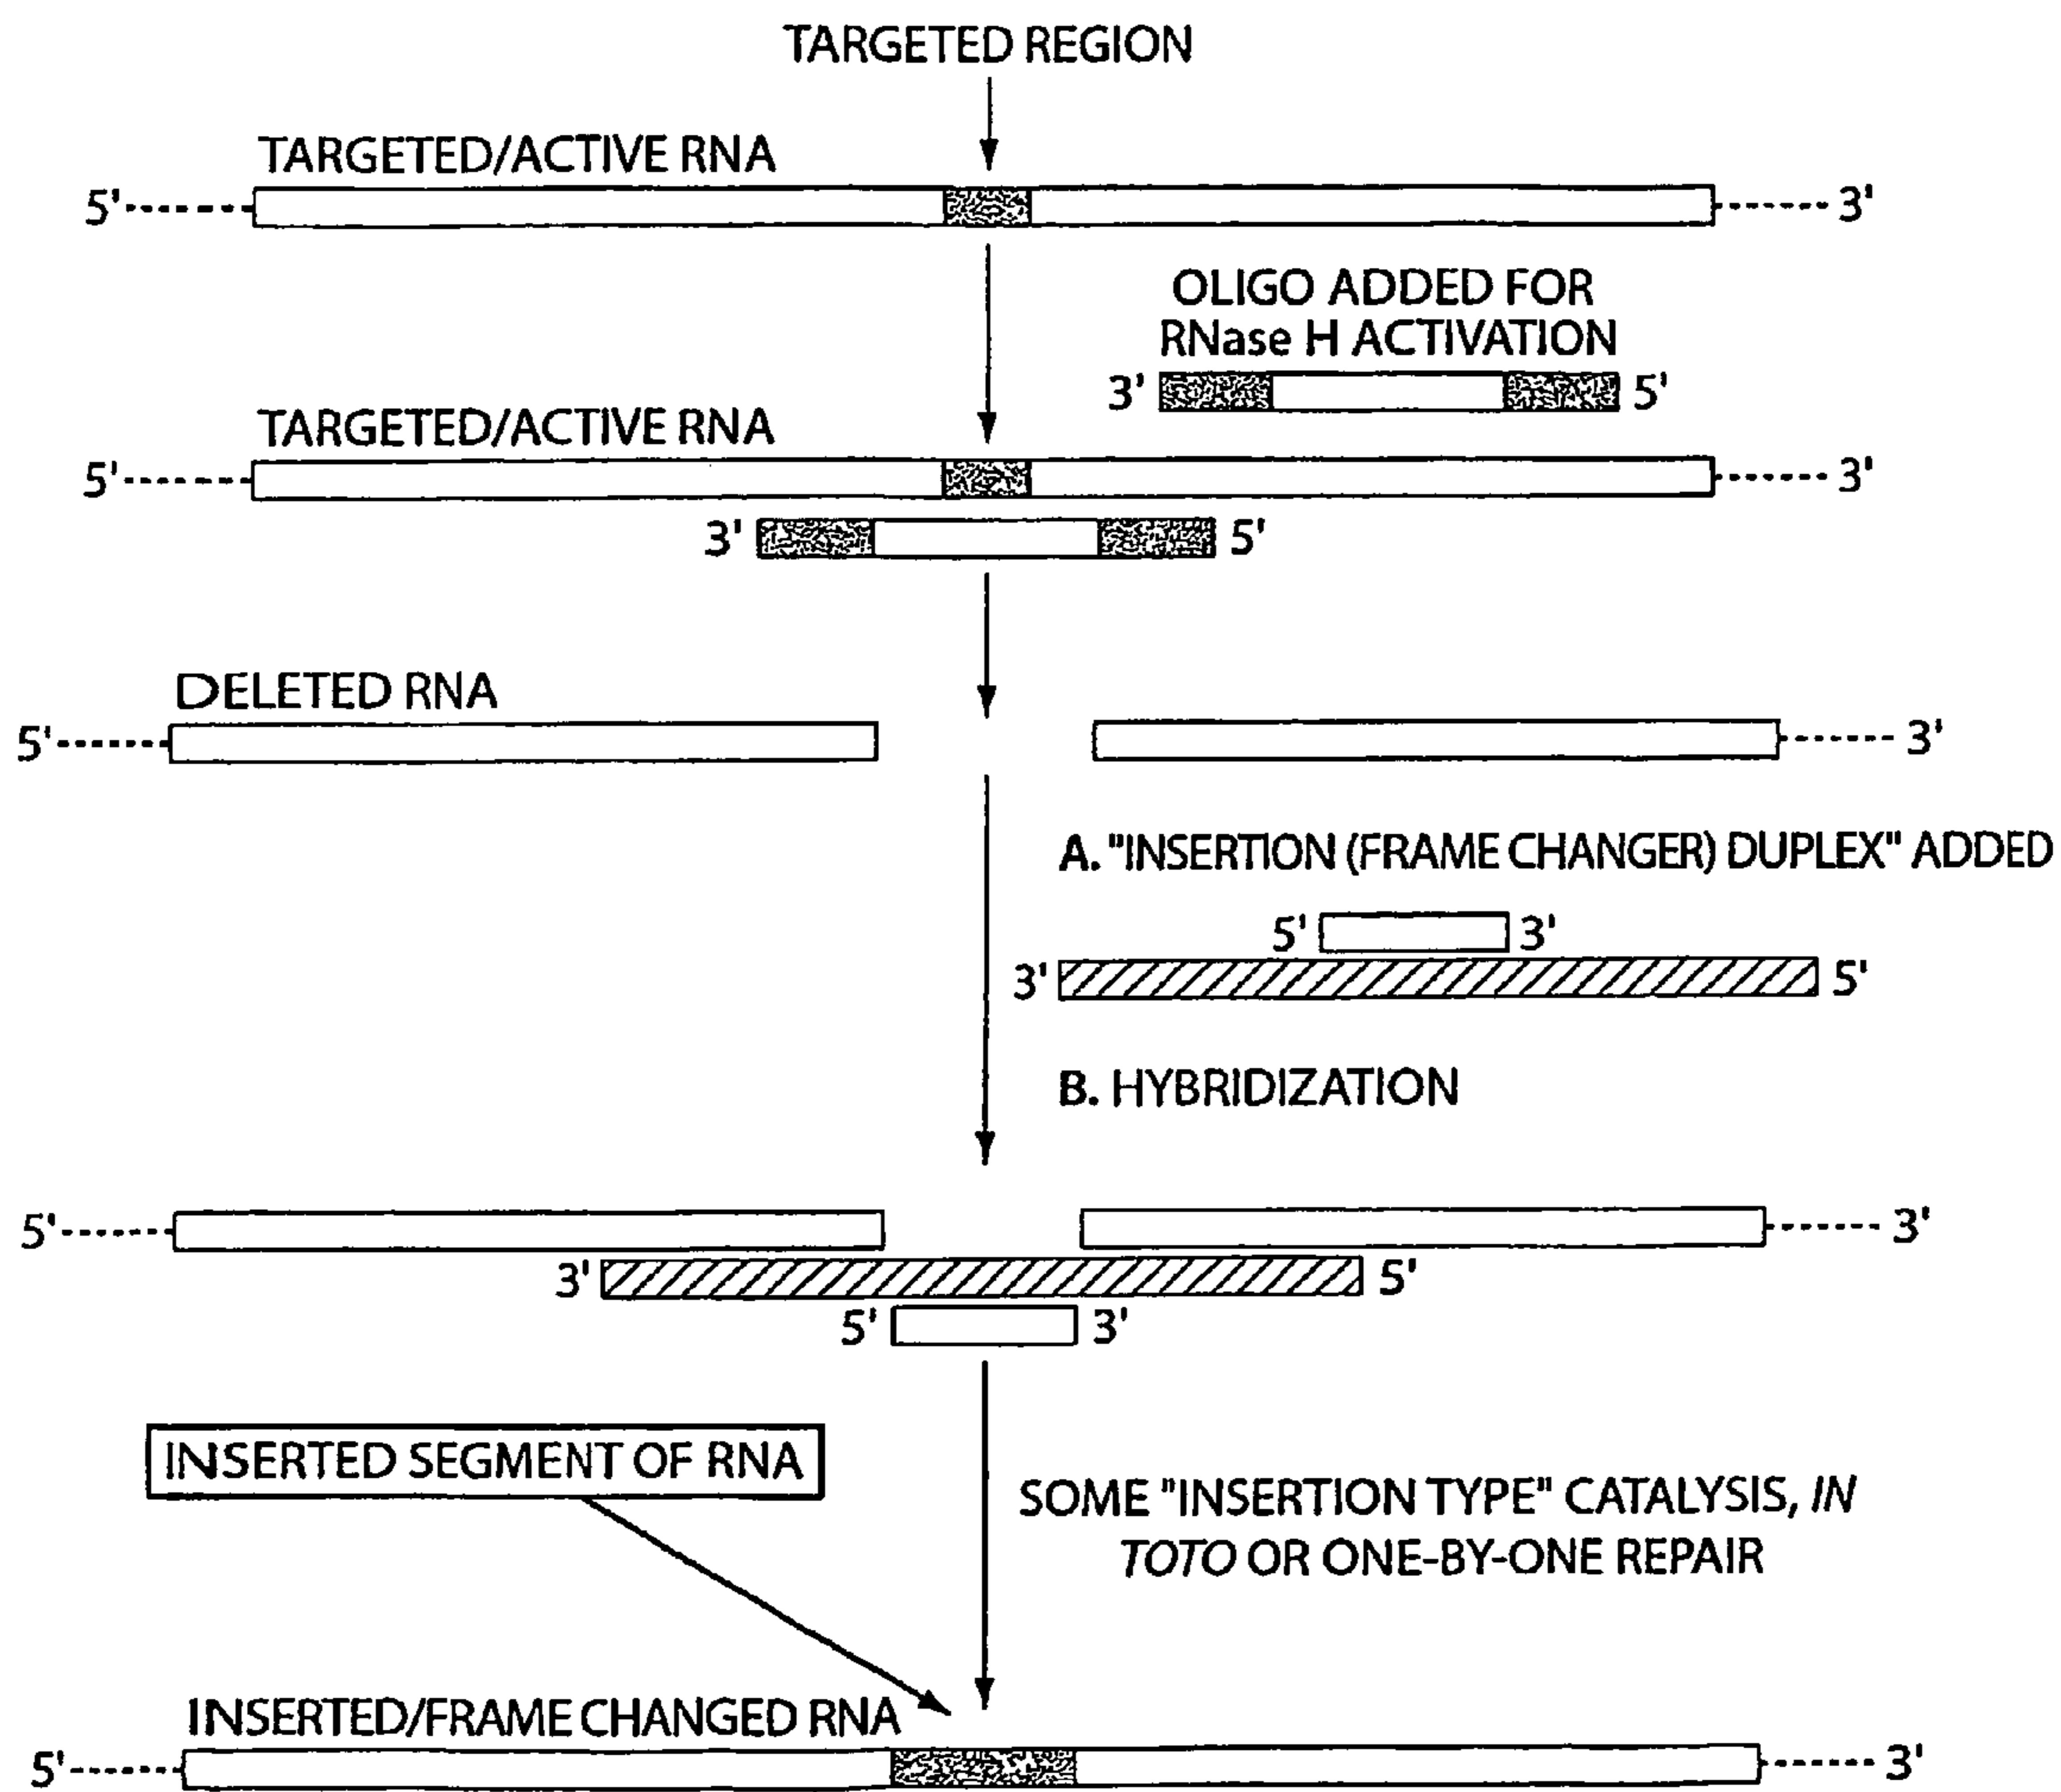 TARGETED REGION
TARGETED/ACTIVE RNA
5' 3'
OLIGO ADDED FOR
RNase H ACTIVATION
3' 5'
TARGETED/ACTIVE RNA
5' 3'
3' 5'
DELETED RNA
5' 3'
A. "INSERTION (FRAME CHANGER) DUPLEX" ADDED
5' 3'
3' 5'
B. HYBRIDIZATION
5' 3'
3' 5'
5' 3'
INSERTED SEGMENT OF RNA
SOME "INSERTION TYPE" CATALYSIS, IN
TOTO OR ONE-BY-ONE REPAIR
INSERTED/FRAME CHANGED RNA
5' 3'